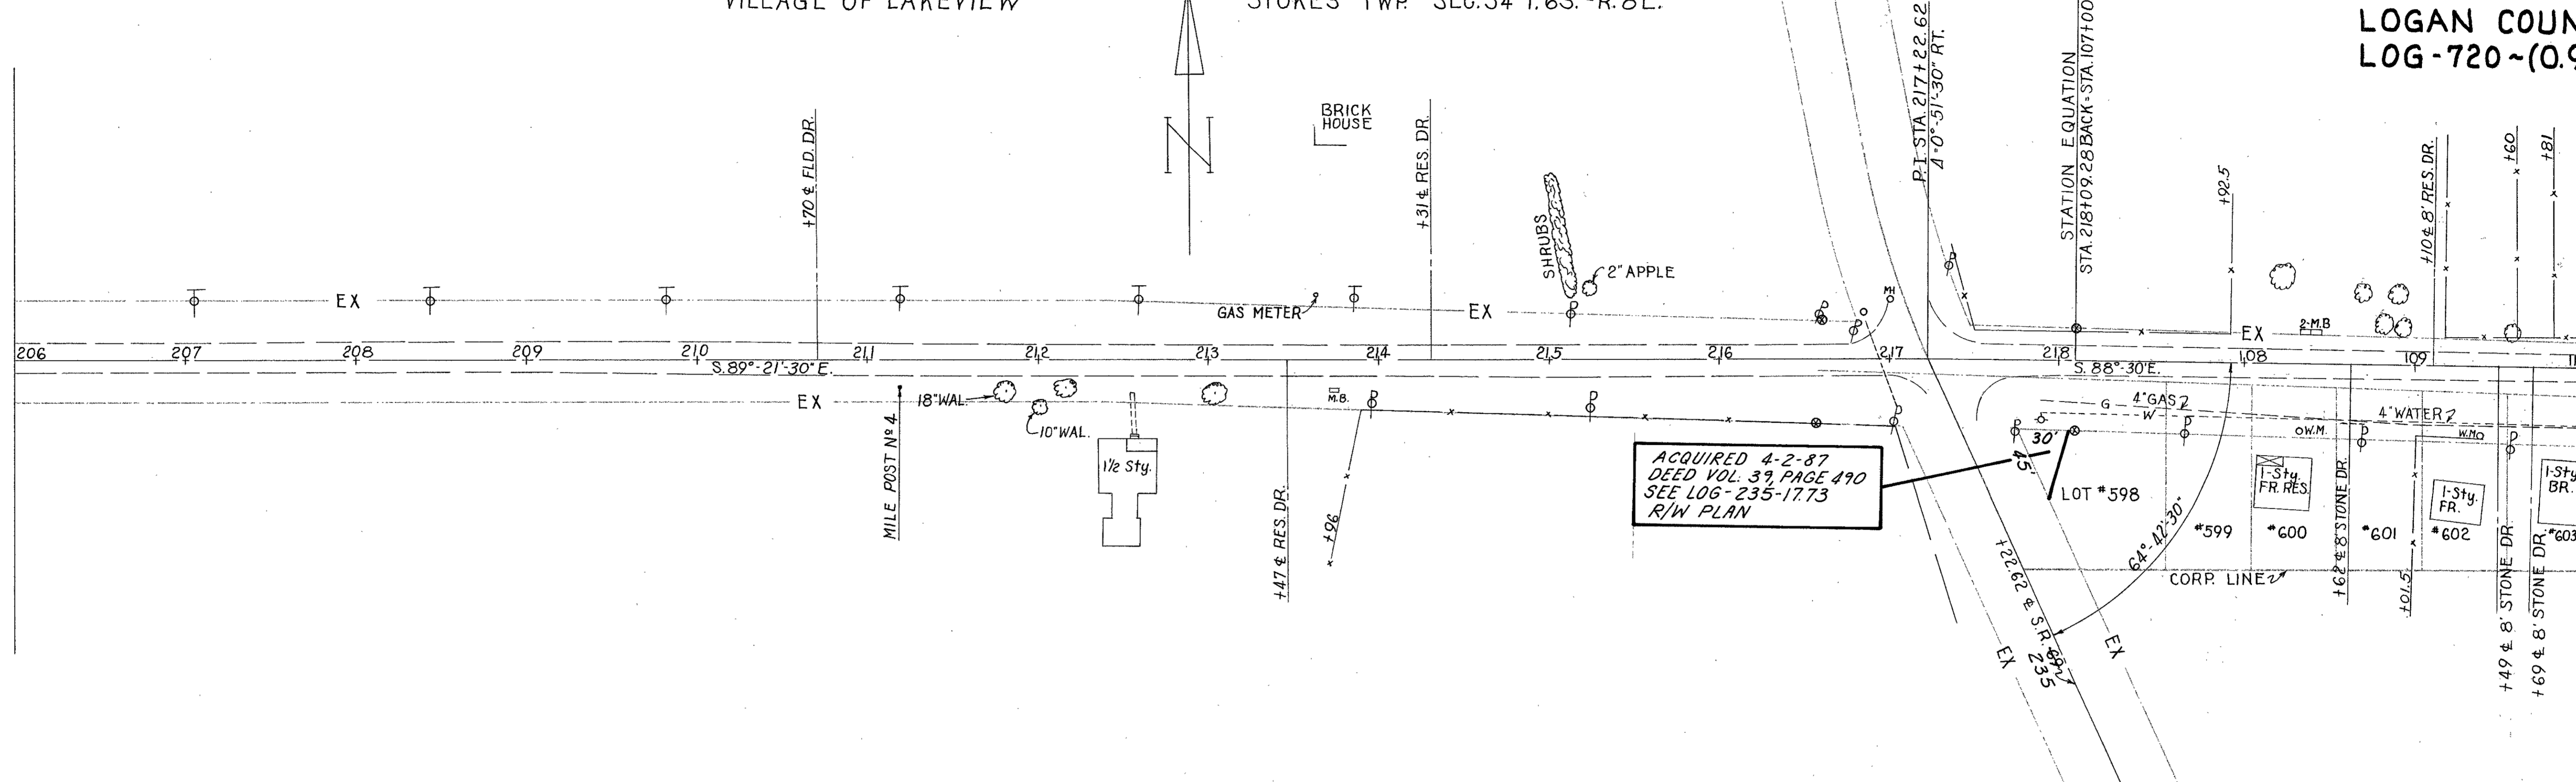 VILLAGE OF LAKEVIEW
STOKES TWP. SEC.34 T.6S.-R.8E.
LOGAN COUN
LOG-720~(0.9
P.I. STA. 217+22.62
Δ=0°-51'-30" RT.
STATION EQUATION
STA. 218+09.28 BACK=STA.107+00
BRICK
HOUSE
+70 ℄ FLD. DR.
N
+31 ℄ RES. DR.
SHRUBS
2" APPLE
+92.5
+110 ℄ 8' RES. DR.
+60
+81
EX
GAS METER
EX
MH
EX
2-M.B
206 207 208 209 210 211 212 213 214 215 216 217 218 108 109 11
S. 89°-21'-30" E.
S. 88°-30' E.
EX
18" WAL.
10" WAL.
M.B.
MILE POST Nº 4
1½ Sty.
+47 ℄ RES. DR.
+96
ACQUIRED 4-2-87
DEED VOL. 39, PAGE 490
SEE LOG-235-17.73
R/W PLAN
30'
45'
G
4" GAS
W
4" WATER
W.M.
W.M.
LOT #598
#599
#600
#601
#602
#603
1-Sty.
FR. RES.
1-Sty.
FR.
1-Sty
BR.
64°-42'-30"
CORP. LINE
+62 ℄ 8' STONE DR.
+01.5
+49 ℄ 8' STONE DR.
+69 ℄ 8' STONE DR.
+22.62 ℄ S.R.
235
EX
EX